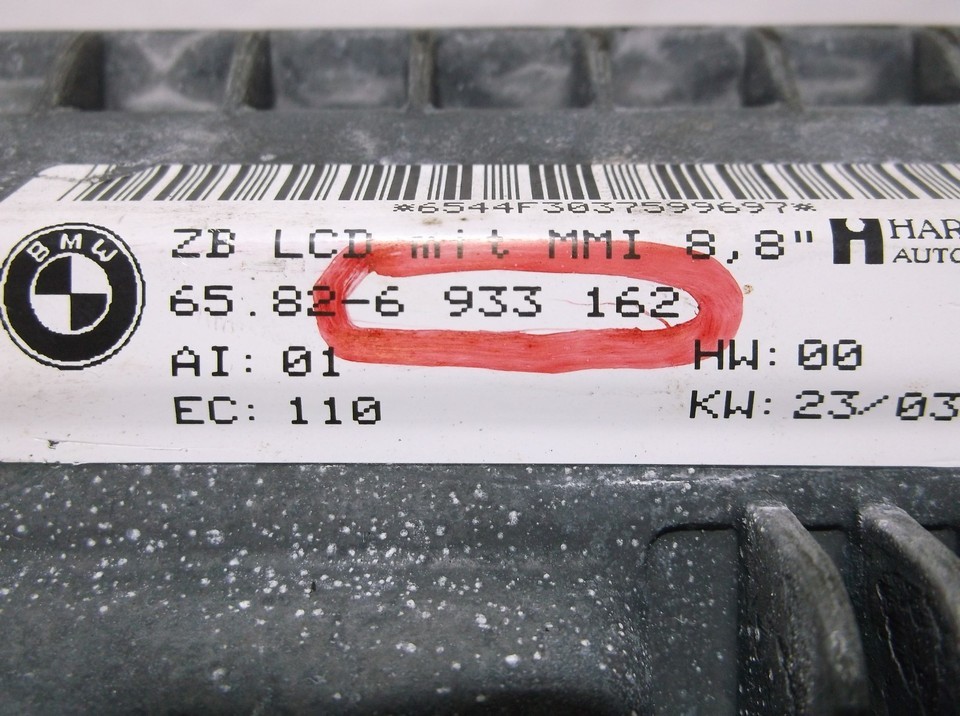 *6544F3037599697*
BMW
ZB LCD mit MMI 8,8"
HAR
AUTO
65.82-6 933 162
AI: 01
HW: 00
EC: 110
KW: 23/03